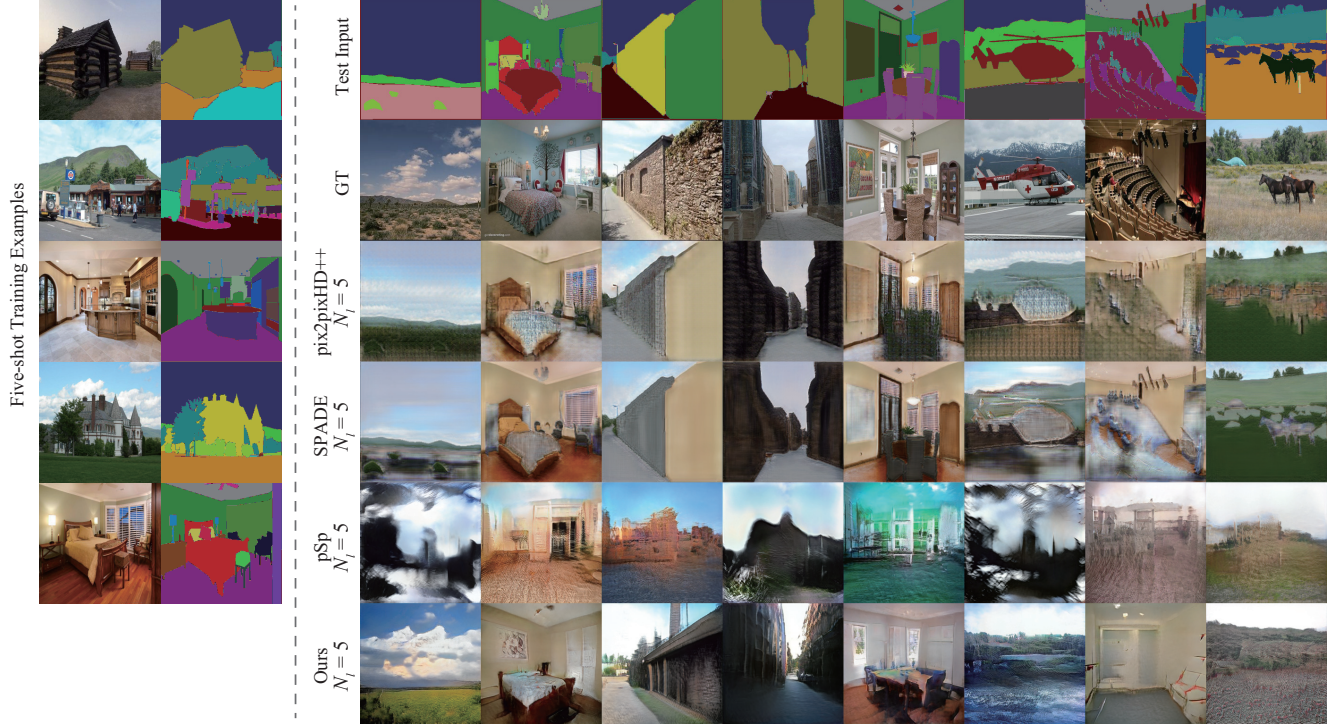 Five-shot Training Examples
Test Input
GT
pix2pixHD++
N_l = 5
SPADE
N_l = 5
pSp
N_l = 5
Ours
N_l = 5